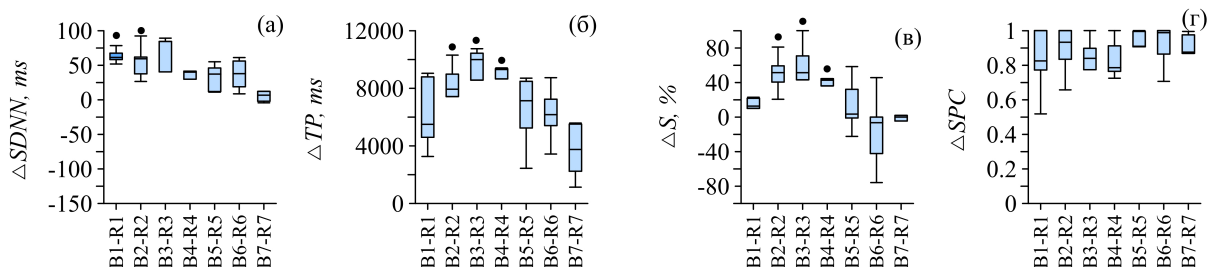 (а)
△SDNN, ms
100
50
0
-50
-100
-150
B1-R1
B2-R2
B3-R3
B4-R4
B5-R5
B6-R6
B7-R7
(б)
△TP, ms
12000
8000
4000
0
B1-R1
B2-R2
B3-R3
B4-R4
B5-R5
B6-R6
B7-R7
(в)
△S, %
80
40
0
-40
-80
B1-R1
B2-R2
B3-R3
B4-R4
B5-R5
B6-R6
B7-R7
(г)
△SPC
1
0.8
0.6
0.4
0.2
0
B1-R1
B2-R2
B3-R3
B4-R4
B5-R5
B6-R6
B7-R7